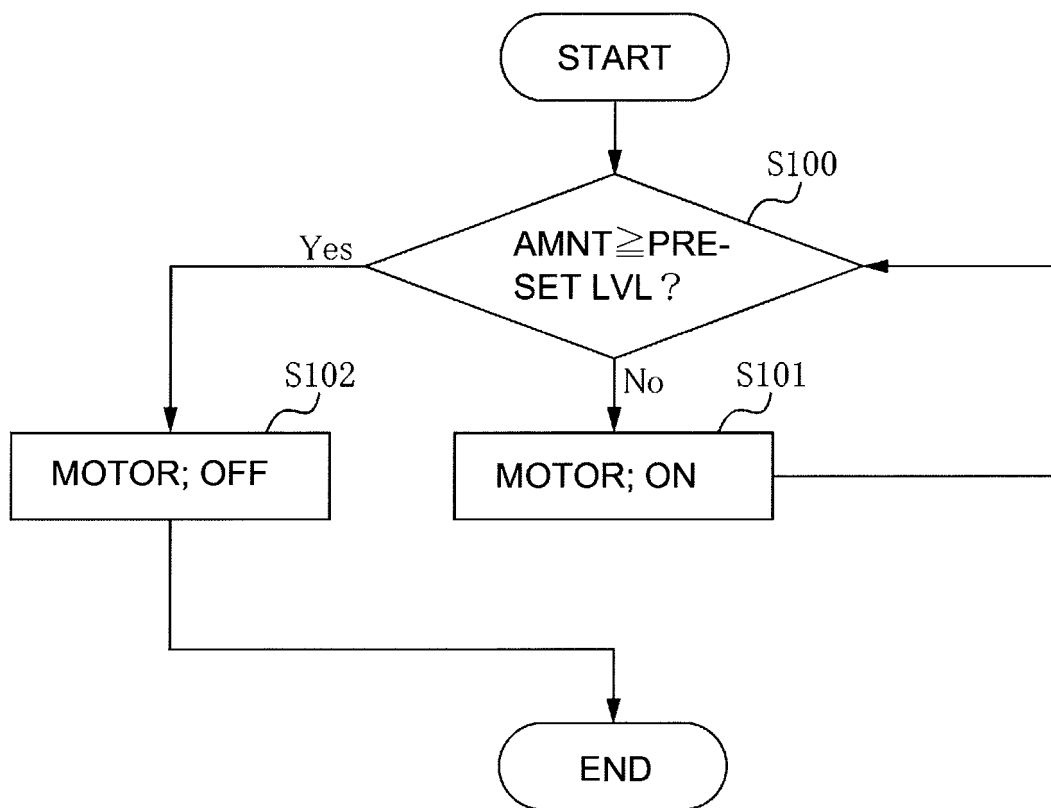 START
S100
AMNT≧PRE-
SET LVL？
Yes
No
S102
S101
MOTOR; OFF
MOTOR; ON
END